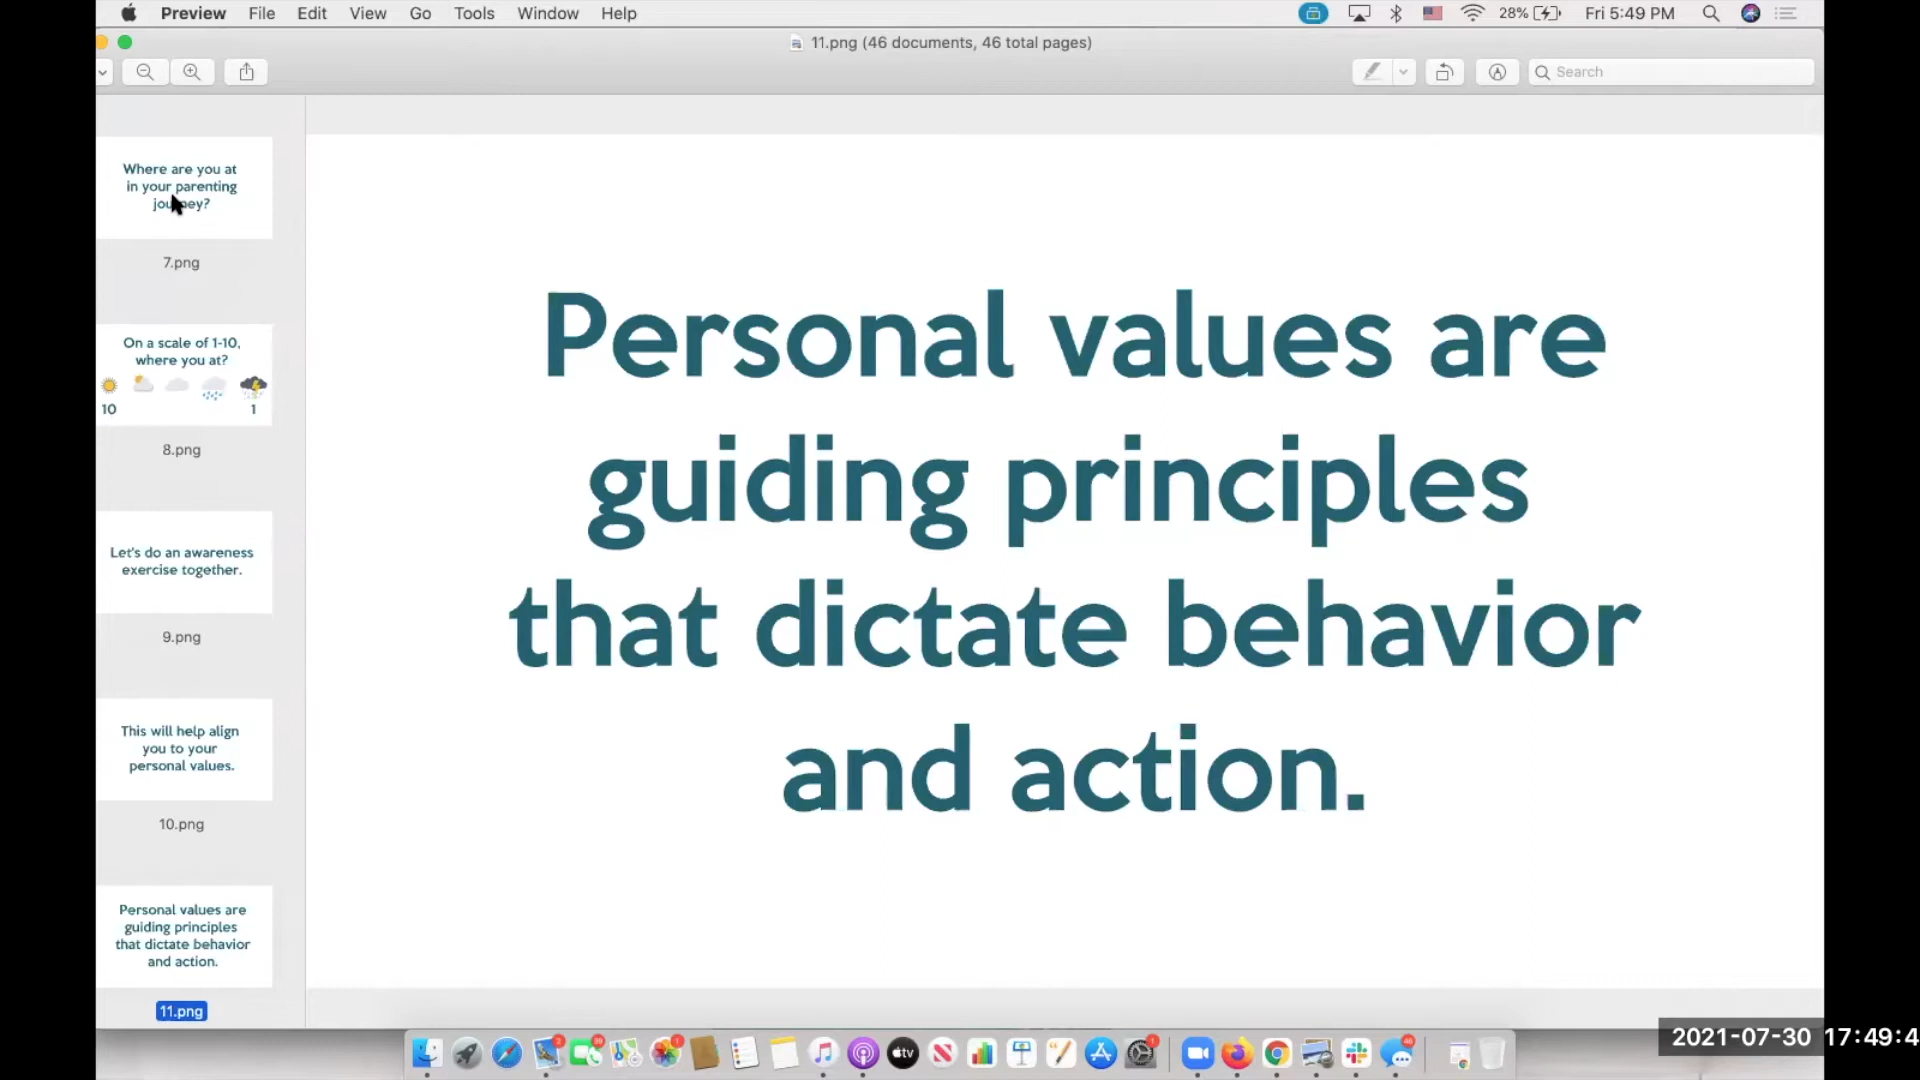 Preview File Edit View Go Tools Window Help 28% Fri 5:49 PM
11.png (46 documents, 46 total pages)
Search
Where are you at
in your parenting
journey?
7.png
On a scale of 1-10,
where you at?
10 1
8.png
Let's do an awareness
exercise together.
9.png
This will help align
you to your
personal values.
10.png
Personal values are
guiding principles
that dictate behavior
and action.
11.png
Personal values are
guiding principles
that dictate behavior
and action.
tv
2021-07-30 17:49:4